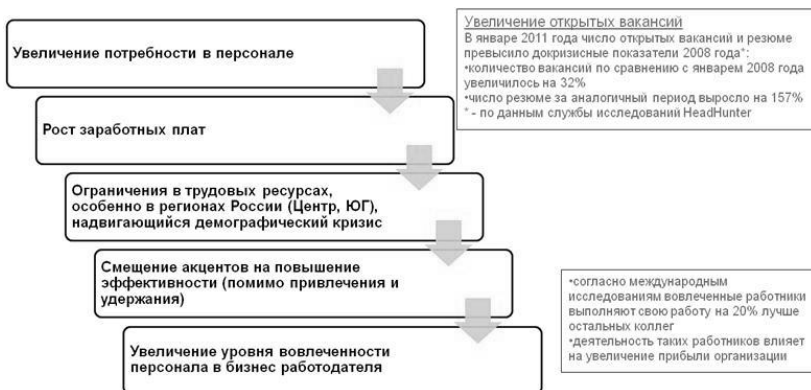 Увеличение потребности в персонале
Увеличение открытых вакансий
В январе 2011 года число открытых вакансий и резюме
превысило докризисные показатели 2008 года*:
•количество вакансий по сравнению с январем 2008 года
увеличилось на 32%
•число резюме за аналогичный период выросло на 157%
* - по данным службы исследований HeadHunter
Рост заработных плат
Ограничения в трудовых ресурсах,
особенно в регионах России (Центр, ЮГ),
надвигающийся демографический кризис
Смещение акцентов на повышение
эффективности (помимо привлечения и
удержания)
Увеличение уровня вовлеченности
персонала в бизнес работодателя
•согласно международным
исследованиям вовлеченные работники
выполняют свою работу на 20% лучше
остальных коллег
•деятельность таких работников влияет
на увеличение прибыли организации